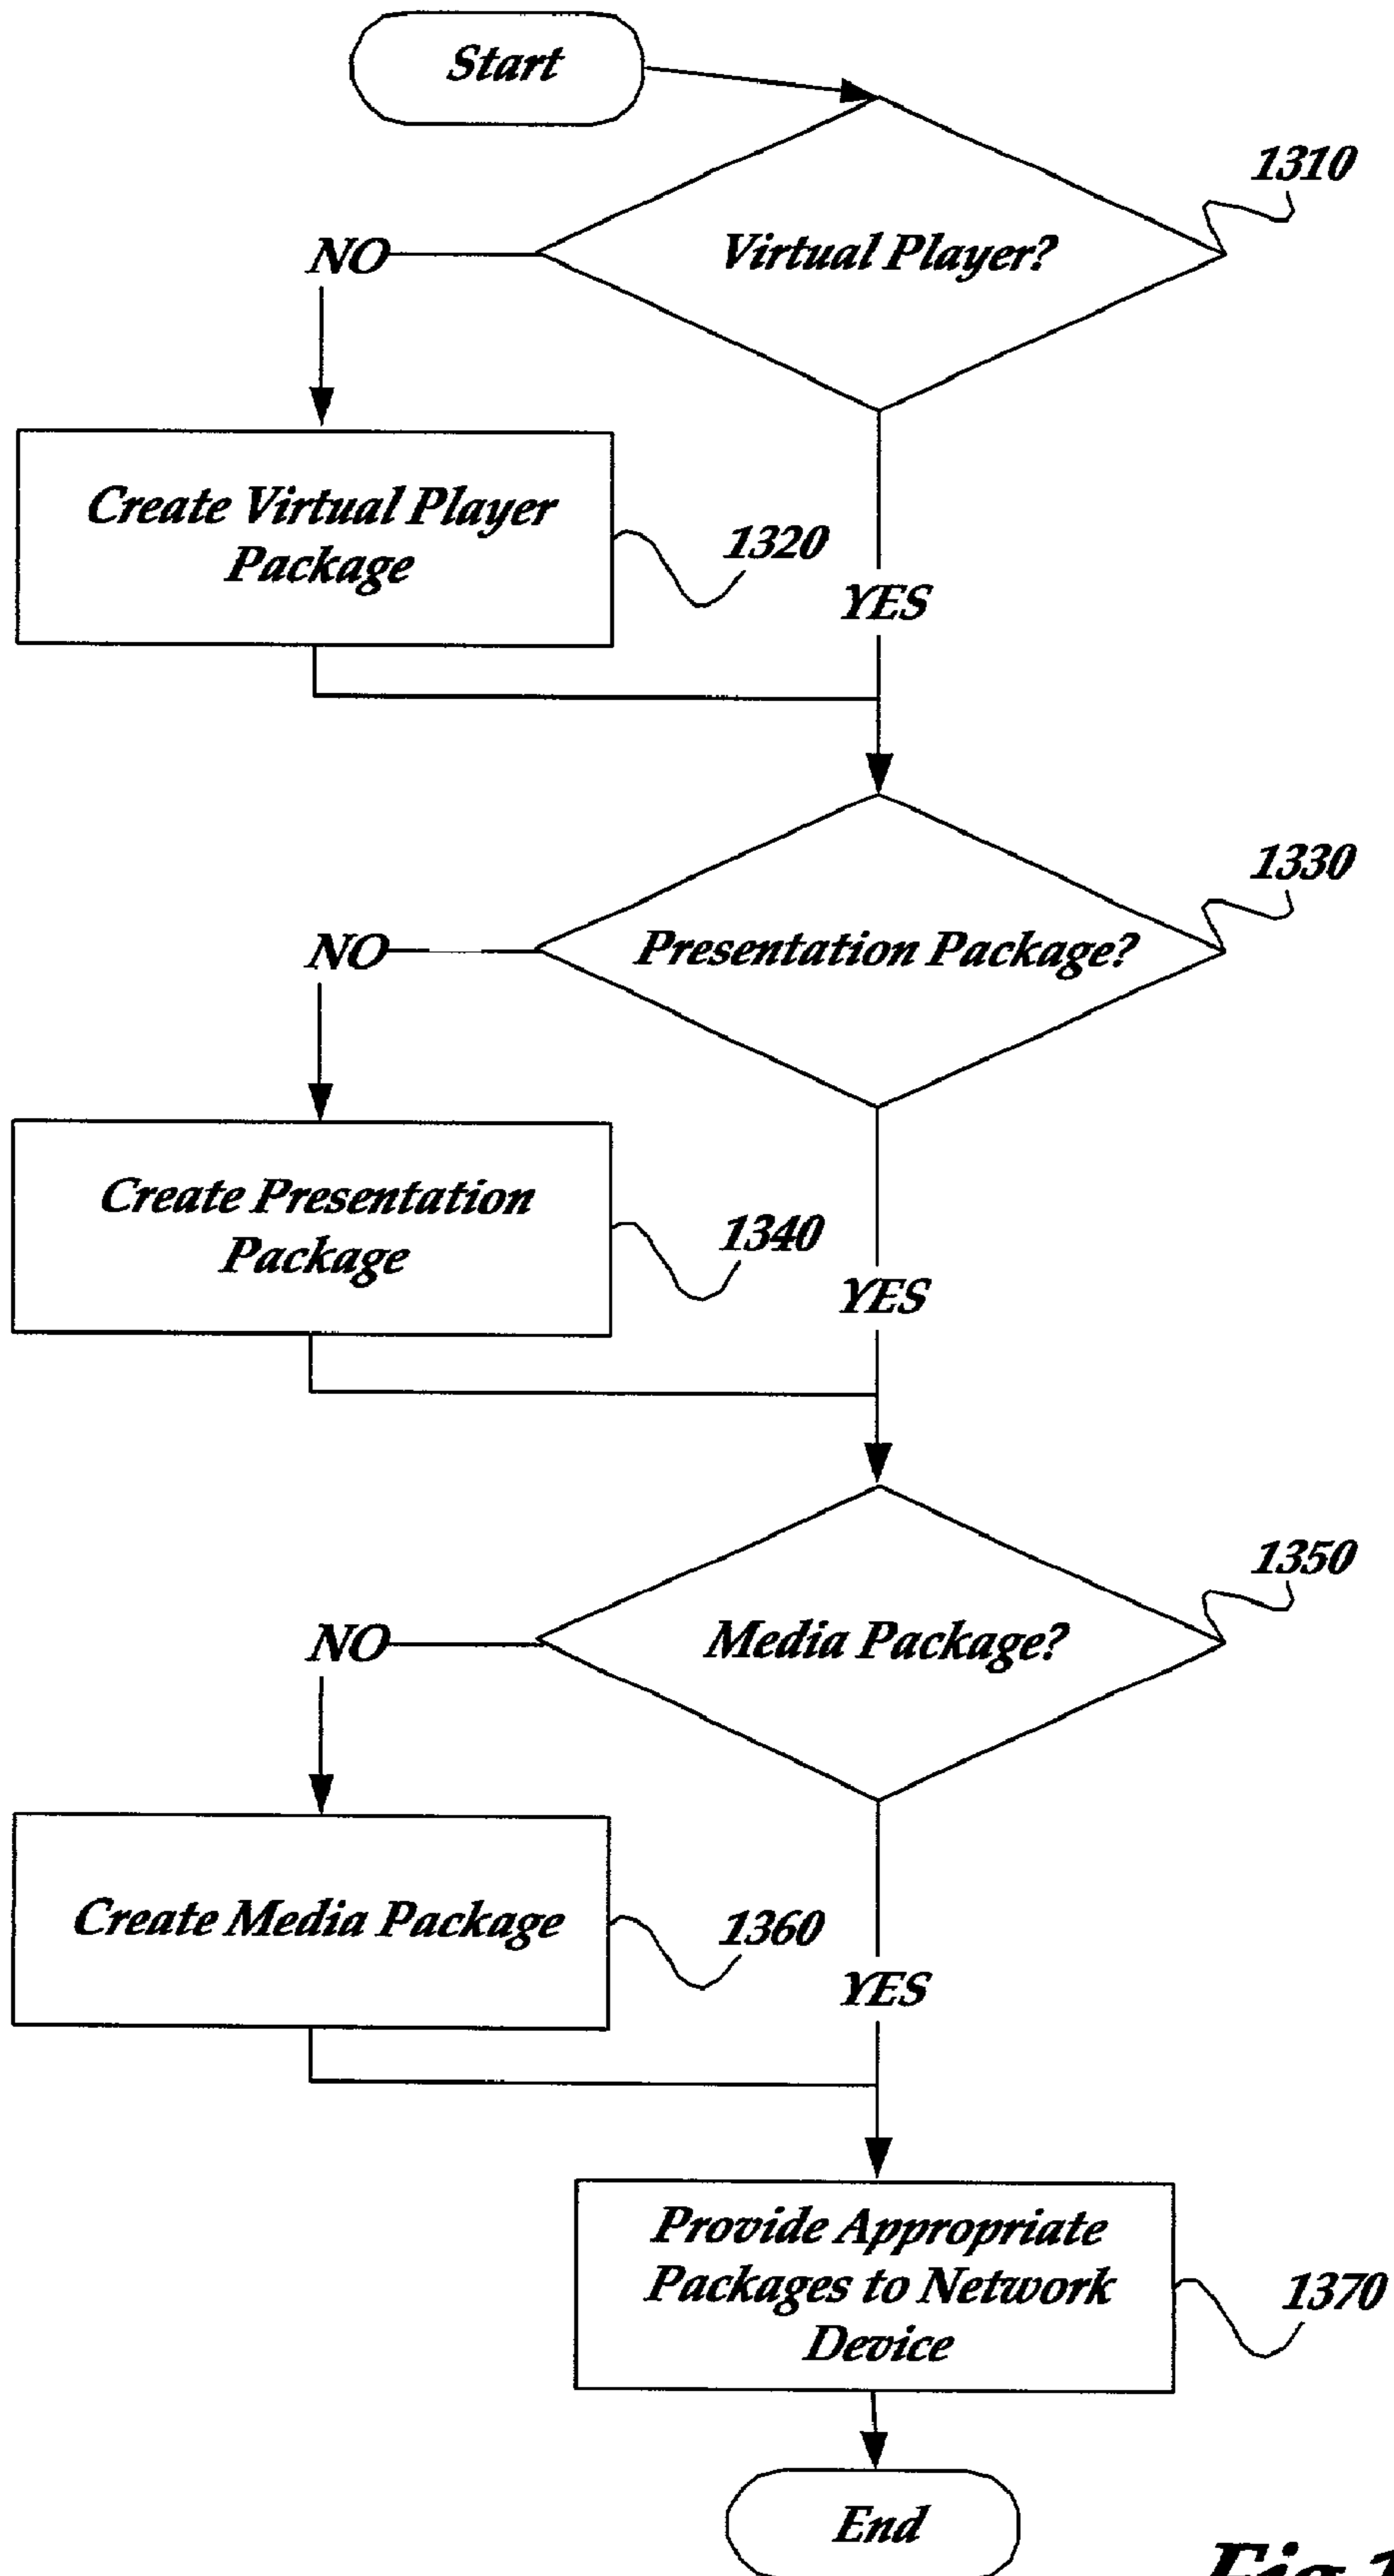 Start
1310
Virtual Player?
NO
Create Virtual Player
Package
1320
YES
1330
Presentation Package?
NO
Create Presentation
Package
1340
YES
1350
Media Package?
NO
Create Media Package
1360
YES
Provide Appropriate
Packages to Network
Device
1370
End